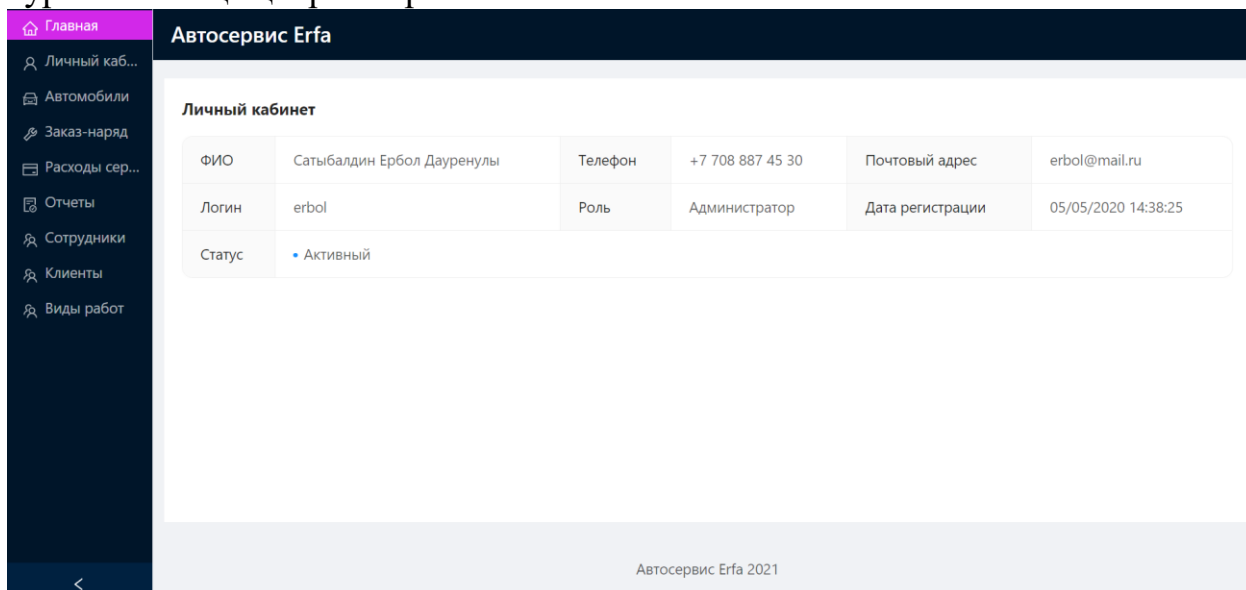 Главная
Автосервис Erfa
Личный каб...
Автомобили
Заказ-наряд
Расходы сер...
Отчеты
Сотрудники
Клиенты
Виды работ
Личный кабинет
ФИО Сатыбалдин Ербол Дауренулы Телефон +7 708 887 45 30 Почтовый адрес erbol@mail.ru
Логин erbol Роль Администратор Дата регистрации 05/05/2020 14:38:25
Статус • Активный
Автосервис Erfa 2021
<